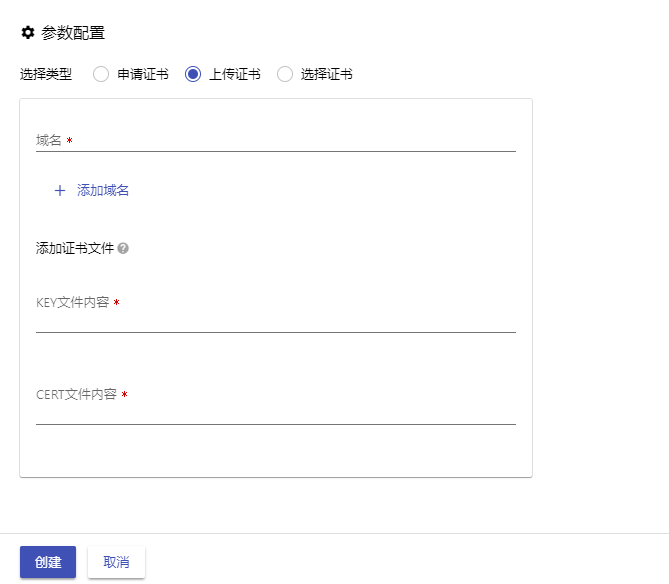 参数配置
选择类型 申请证书 上传证书 选择证书
域名 *
+ 添加域名
添加证书文件 ?
KEY文件内容 *
CERT文件内容 *
创建 取消